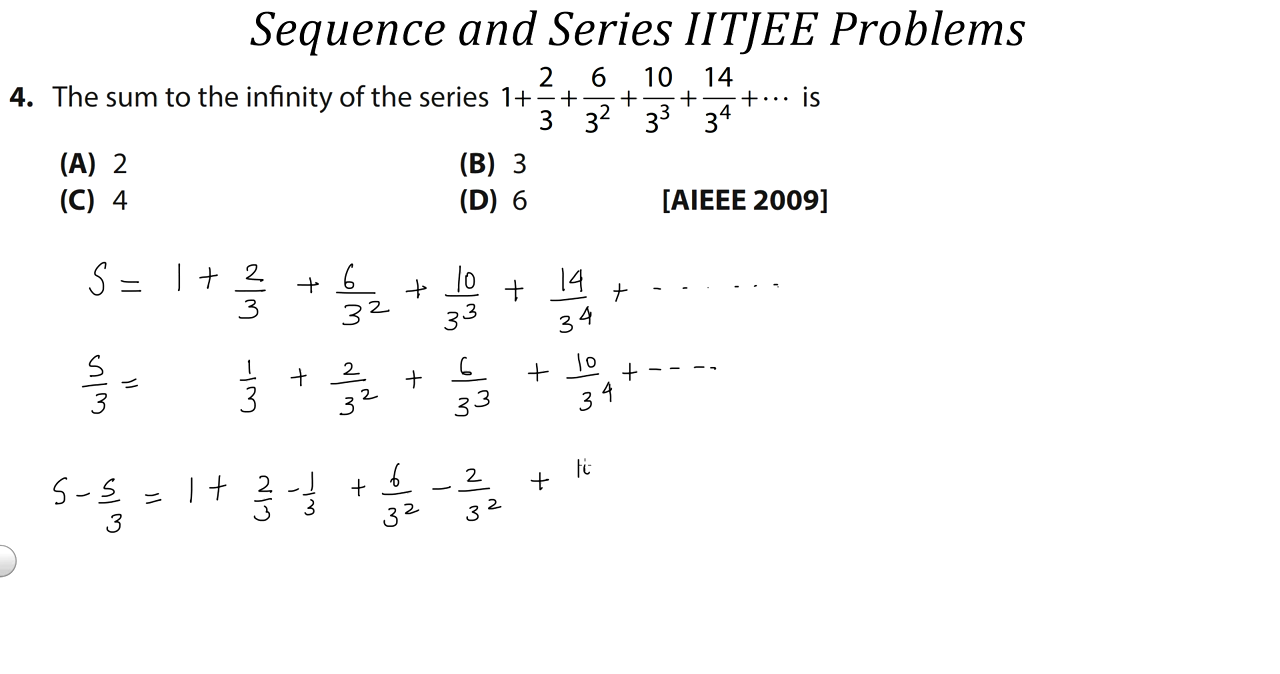 Sequence and Series IITJEE Problems
4. The sum to the infinity of the series 1+2/3+6/3²+10/3³+14/3⁴+⋯ is
(A) 2 (B) 3
(C) 4 (D) 6 [AIEEE 2009]
S = 1 + 2/3 + 6/3² + 10/3³ + 14/3⁴ + - - - - - -
S/3 = 1/3 + 2/3² + 6/3³ + 10/3⁴ + - - - -
S - S/3 = 1 + 2/3 - 1/3 + 6/3² - 2/3² +